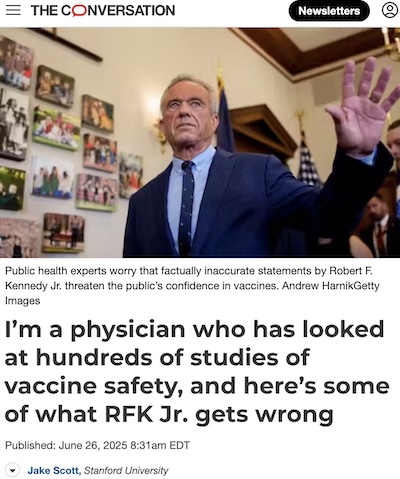 THE CONVERSATION
Newsletters
Public health experts worry that factually inaccurate statements by Robert F.
Kennedy Jr. threaten the public's confidence in vaccines. Andrew HarnikGetty
Images
I'm a physician who has looked
at hundreds of studies of
vaccine safety, and here's some
of what RFK Jr. gets wrong
Published: June 26, 2025 8:31am EDT
Jake Scott, Stanford University